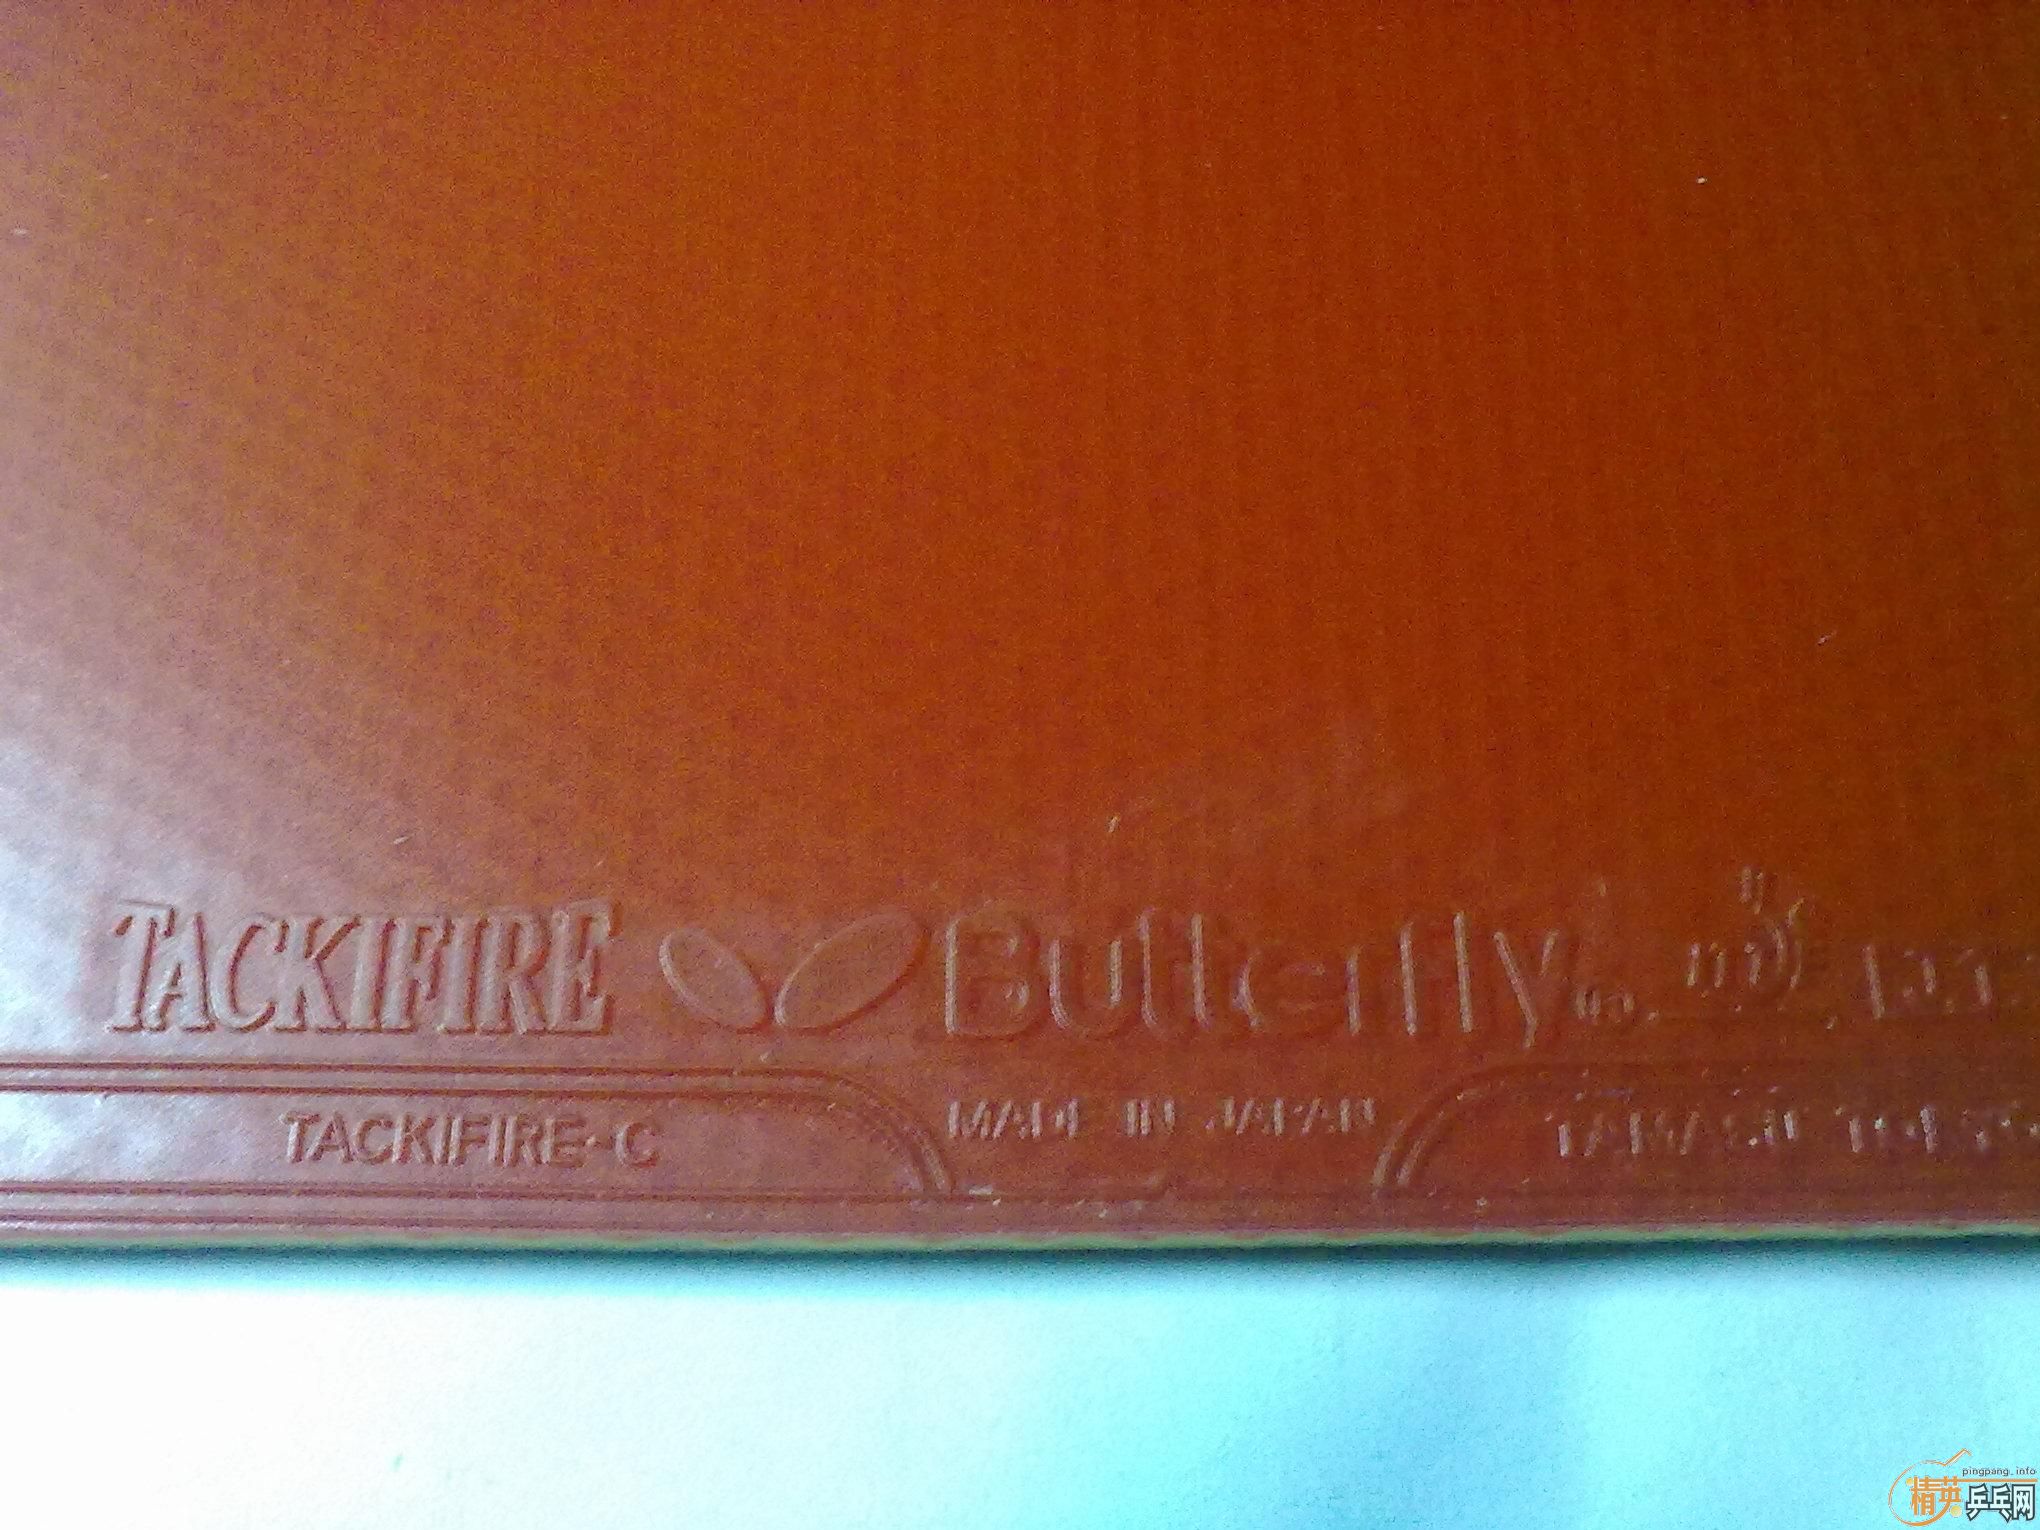 TACKIFIRE Butterfly
TACKIFIRE-C
MADE IN JAPAN
pingpang.info
精英乒乓网